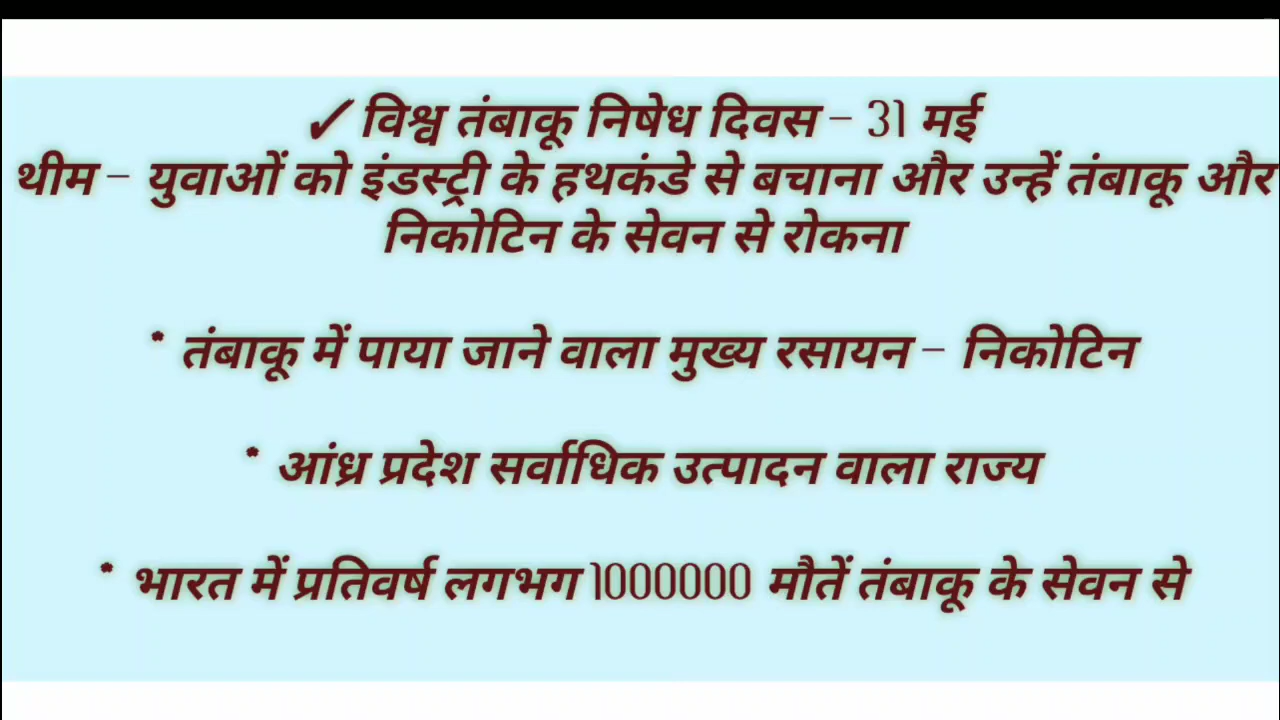 ✓ विश्व तंबाकू निषेध दिवस – 31 मई
थीम – युवाओं को इंडस्ट्री के हथकंडे से बचाना और उन्हें तंबाकू और
निकोटिन के सेवन से रोकना
* तंबाकू में पाया जाने वाला मुख्य रसायन – निकोटिन
* आंध्र प्रदेश सर्वाधिक उत्पादन वाला राज्य
* भारत में प्रतिवर्ष लगभग 1000000 मौतें तंबाकू के सेवन से